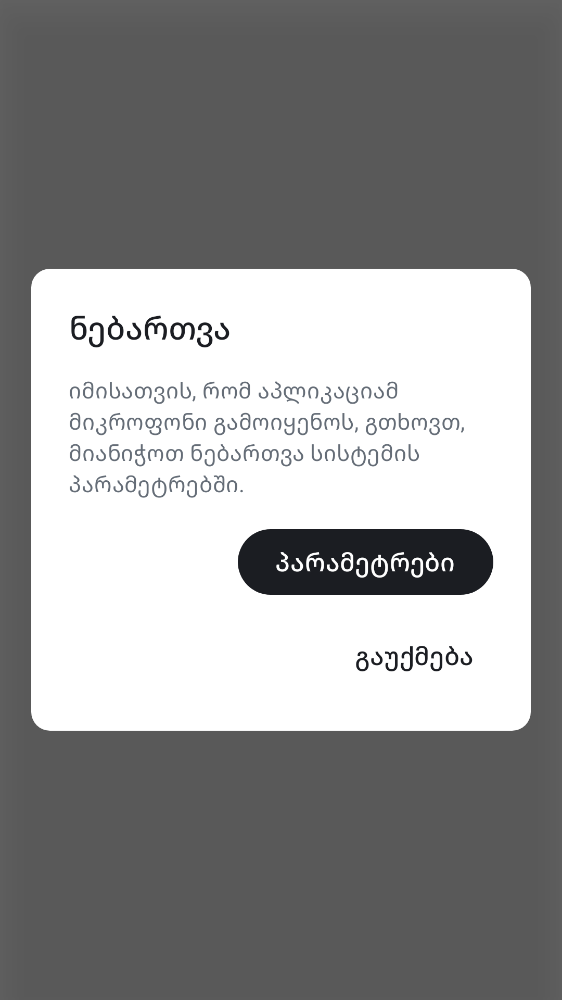 ნებართვა
იმისათვის, რომ აპლიკაციამ
მიკროფონი გამოიყენოს, გთხოვთ,
მიანიჭოთ ნებართვა სისტემის
პარამეტრებში.
პარამეტრები
გაუქმება